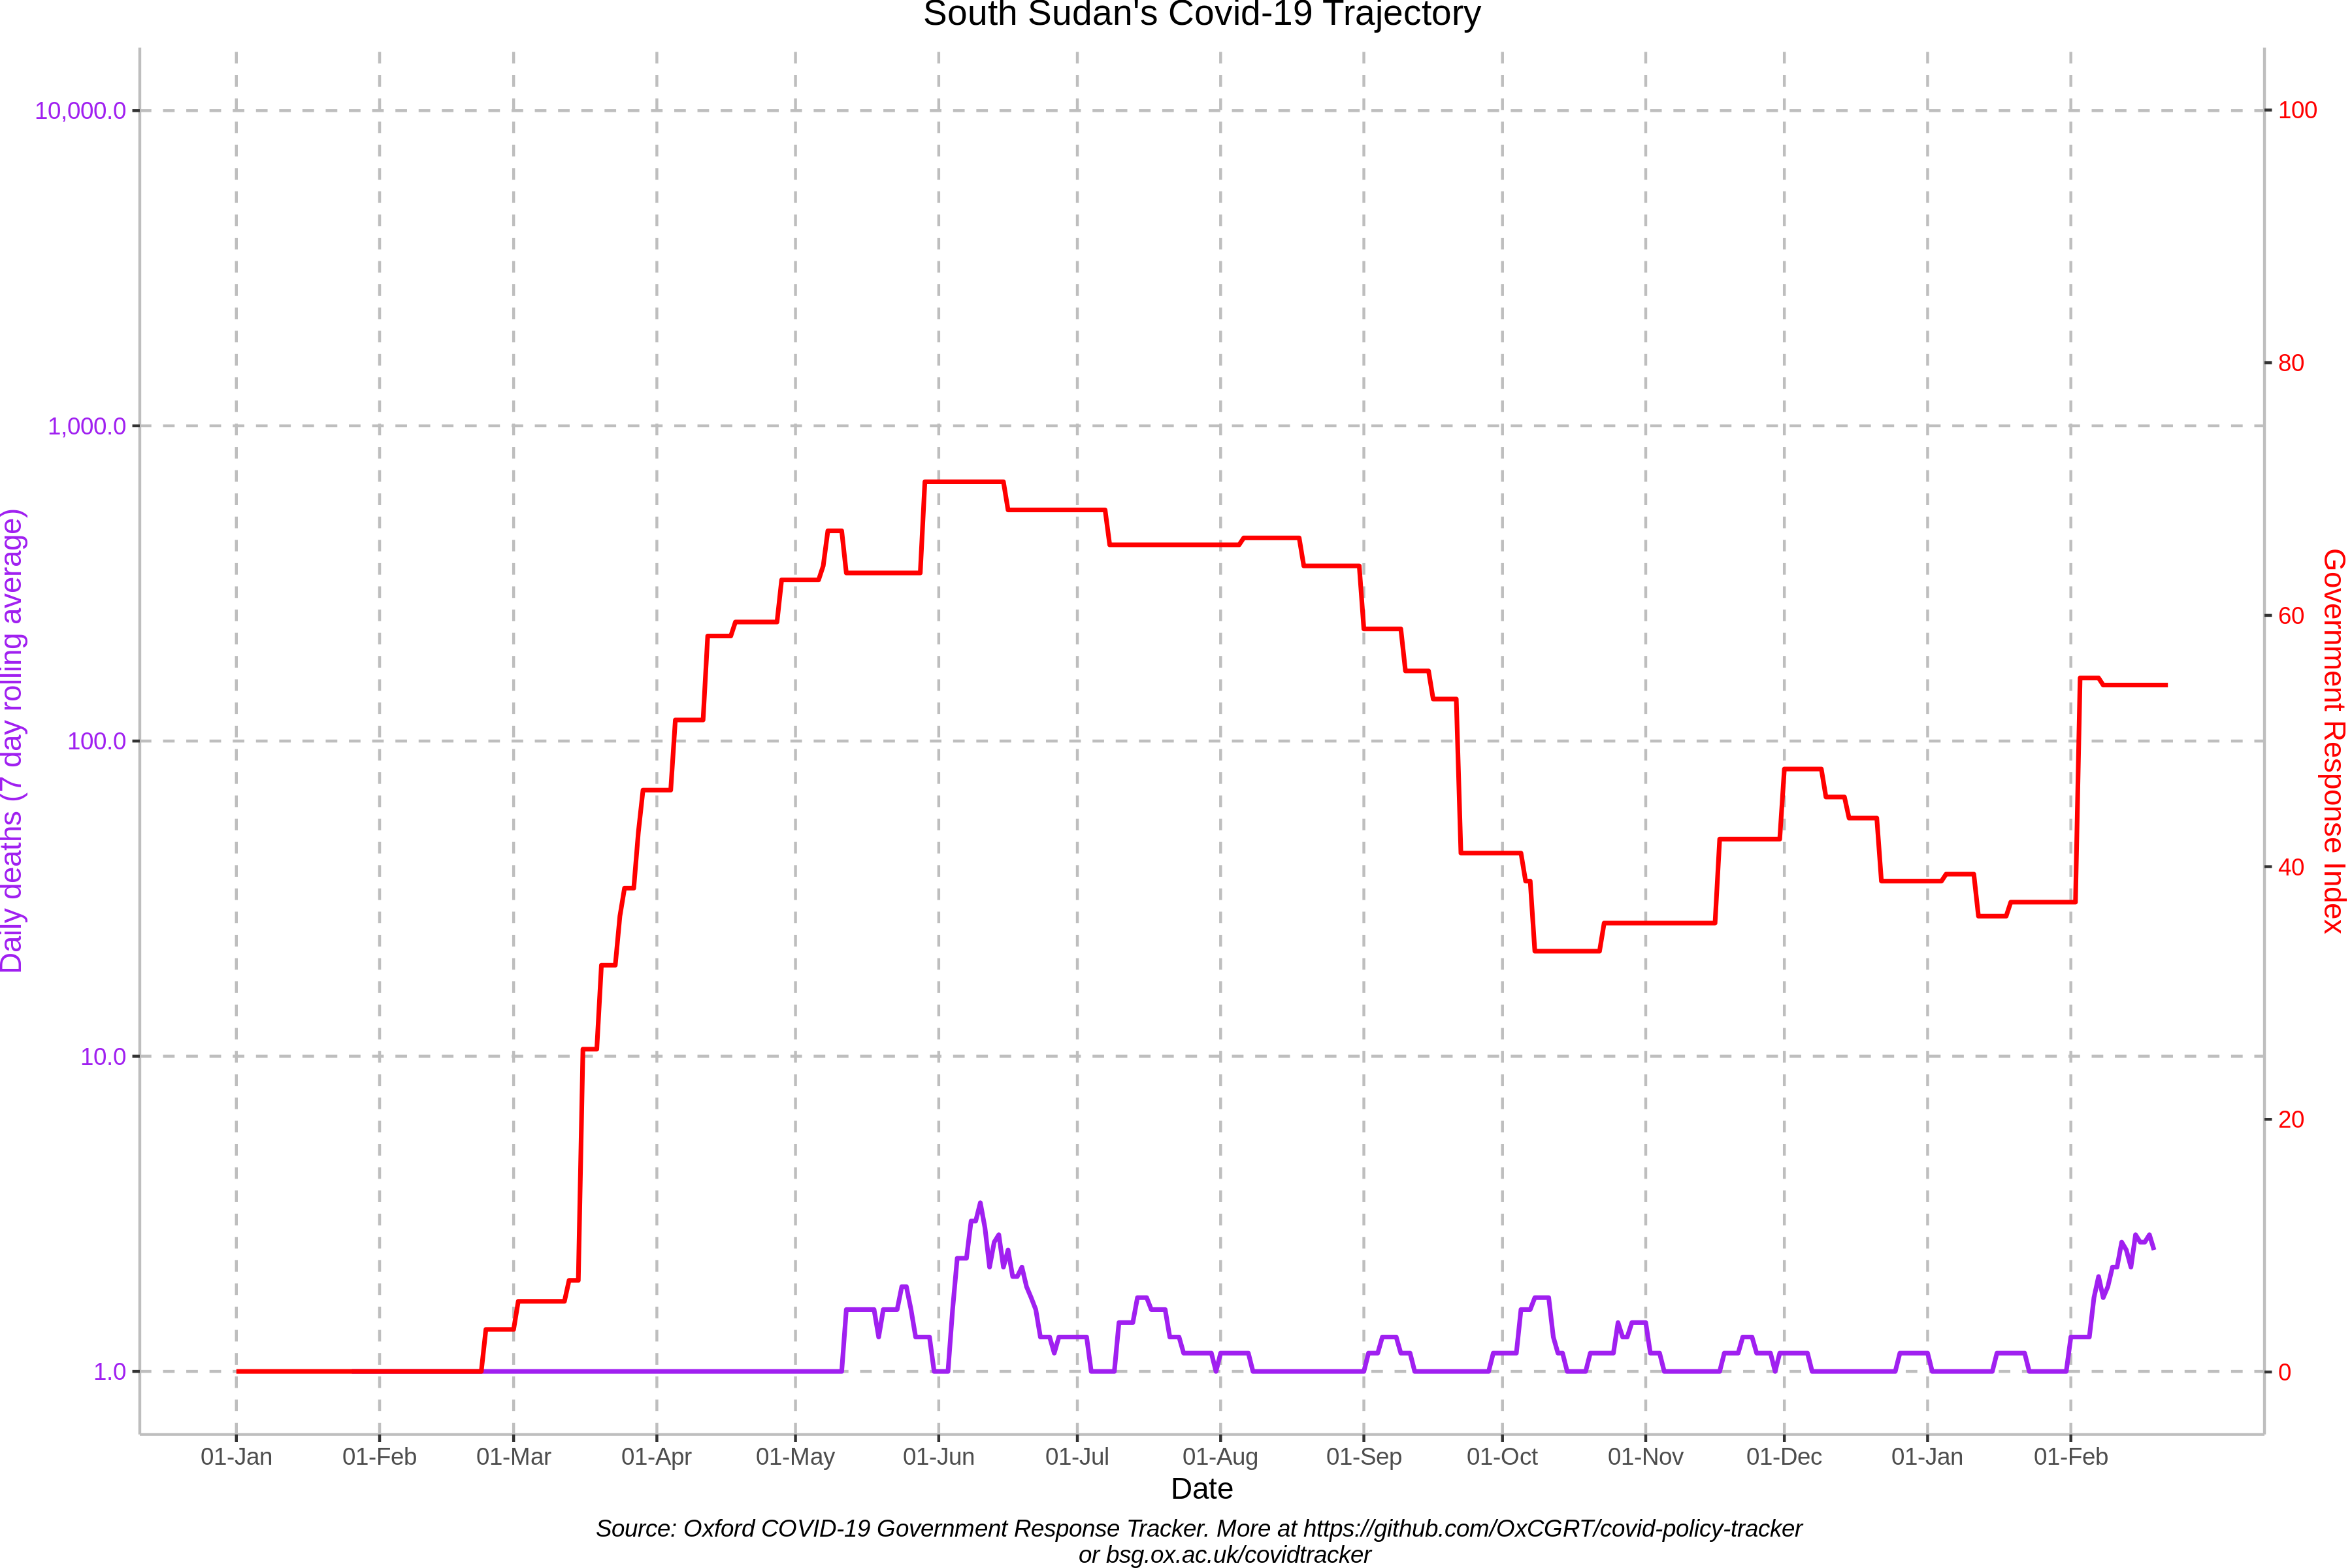 South Sudan's Covid-19 Trajectory
10,000.0
1,000.0
100.0
10.0
1.0
Daily deaths (7 day rolling average)
100
80
60
40
20
0
Government Response Index
01-Jan 01-Feb 01-Mar 01-Apr 01-May 01-Jun 01-Jul 01-Aug 01-Sep 01-Oct 01-Nov 01-Dec 01-Jan 01-Feb
Date
Source: Oxford COVID-19 Government Response Tracker. More at https://github.com/OxCGRT/covid-policy-tracker
or bsg.ox.ac.uk/covidtracker